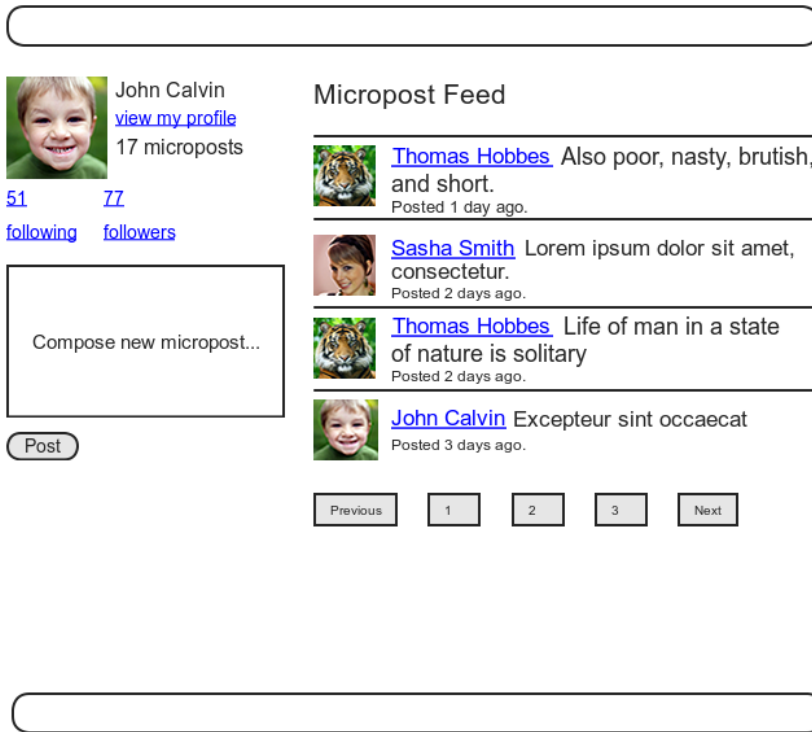 John Calvin
view my profile
17 microposts
51 77
following followers
Compose new micropost...
Post
Micropost Feed
Thomas Hobbes Also poor, nasty, brutish,
and short.
Posted 1 day ago.
Sasha Smith Lorem ipsum dolor sit amet,
consectetur.
Posted 2 days ago.
Thomas Hobbes Life of man in a state
of nature is solitary
Posted 2 days ago.
John Calvin Excepteur sint occaecat
Posted 3 days ago.
Previous 1 2 3 Next